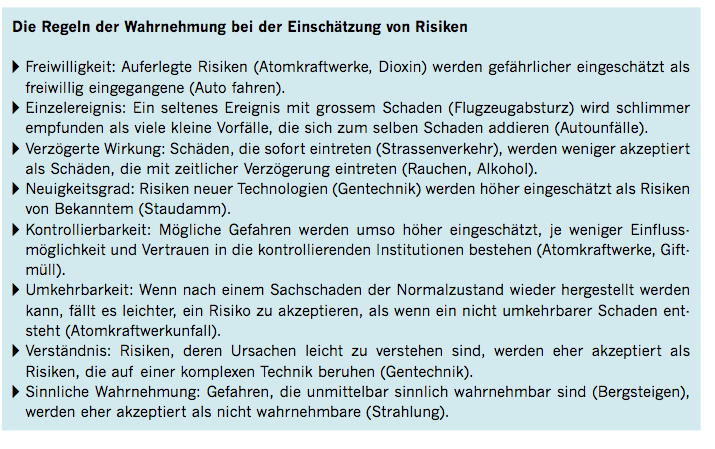 Die Regeln der Wahrnehmung bei der Einschätzung von Risiken
Freiwilligkeit: Auferlegte Risiken (Atomkraftwerke, Dioxin) werden gefährlicher eingeschätzt als
freiwillig eingegangene (Auto fahren).
Einzelereignis: Ein seltenes Ereignis mit grossem Schaden (Flugzeugabsturz) wird schlimmer
empfunden als viele kleine Vorfälle, die sich zum selben Schaden addieren (Autounfälle).
Verzögerte Wirkung: Schäden, die sofort eintreten (Strassenverkehr), werden weniger akzeptiert
als Schäden, die mit zeitlicher Verzögerung eintreten (Rauchen, Alkohol).
Neuigkeitsgrad: Risiken neuer Technologien (Gentechnik) werden höher eingeschätzt als Risiken
von Bekanntem (Staudamm).
Kontrollierbarkeit: Mögliche Gefahren werden umso höher eingeschätzt, je weniger Einfluss-
möglichkeit und Vertrauen in die kontrollierenden Institutionen bestehen (Atomkraftwerke, Gift-
müll).
Umkehrbarkeit: Wenn nach einem Sachschaden der Normalzustand wieder hergestellt werden
kann, fällt es leichter, ein Risiko zu akzeptieren, als wenn ein nicht umkehrbarer Schaden ent-
steht (Atomkraftwerkunfall).
Verständnis: Risiken, deren Ursachen leicht zu verstehen sind, werden eher akzeptiert als
Risiken, die auf einer komplexen Technik beruhen (Gentechnik).
Sinnliche Wahrnehmung: Gefahren, die unmittelbar sinnlich wahrnehmbar sind (Bergsteigen),
werden eher akzeptiert als nicht wahrnehmbare (Strahlung).